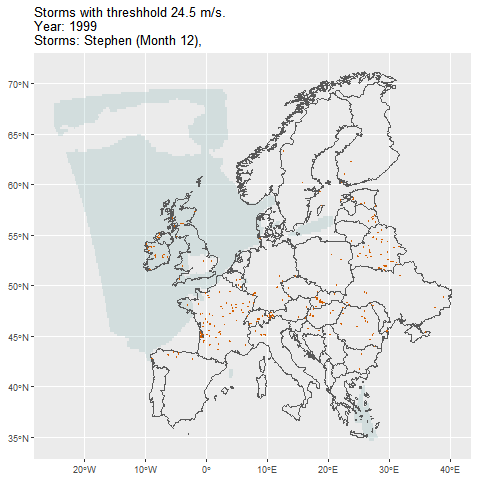 Storms with threshhold 24.5 m/s.
Year: 1999
Storms: Stephen (Month 12),
70°N
65°N
60°N
55°N
50°N
45°N
40°N
35°N
20°W
10°W
0°
10°E
20°E
30°E
40°E